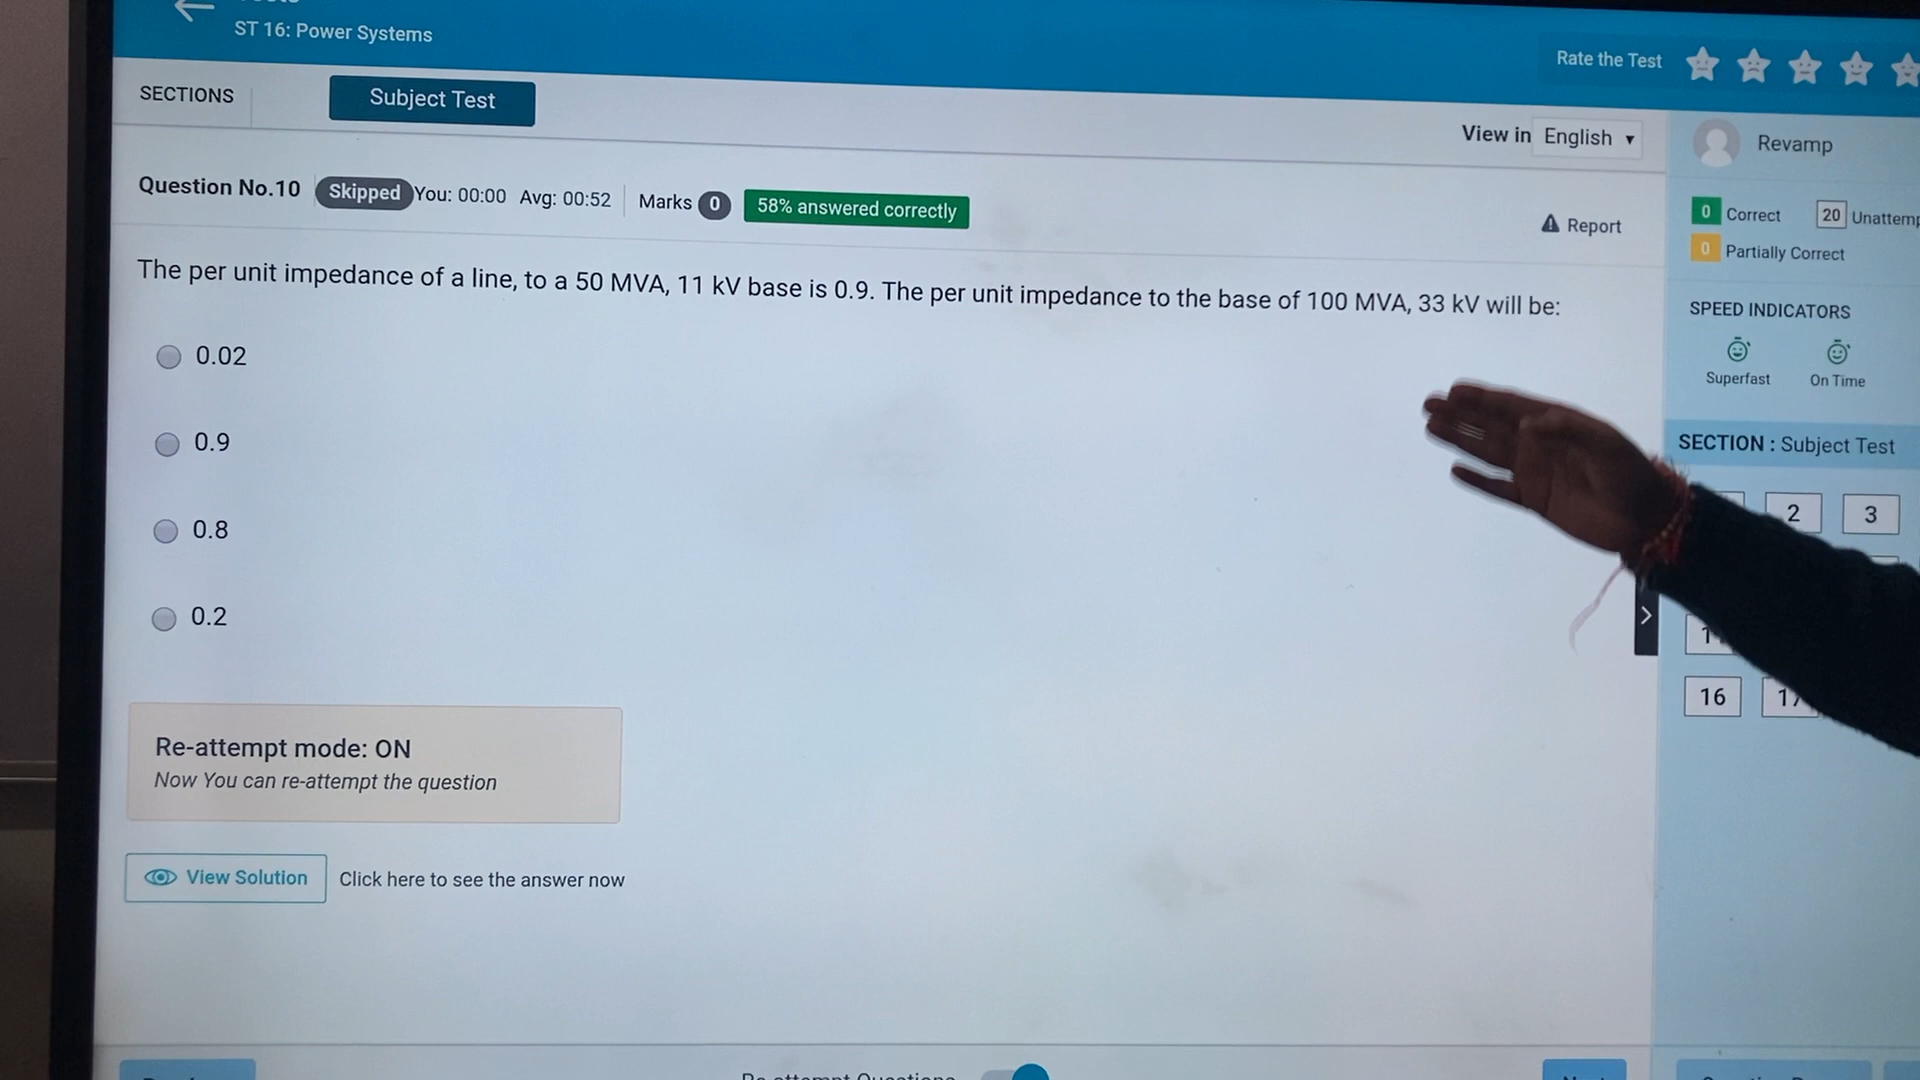 ST 16: Power Systems
Rate the Test
SECTIONS
Subject Test
View in English
Revamp
Question No.10 Skipped You: 00:00 Avg: 00:52 Marks 0 58% answered correctly
Report
0 Correct 20
0 Partially Correct
The per unit impedance of a line, to a 50 MVA, 11 kV base is 0.9. The per unit impedance to the base of 100 MVA, 33 kV will be:
0.02
0.9
0.8
0.2
SPEED INDICATORS
Superfast On Time
SECTION : Subject Test
2 3
16
Re-attempt mode: ON
Now You can re-attempt the question
View Solution Click here to see the answer now